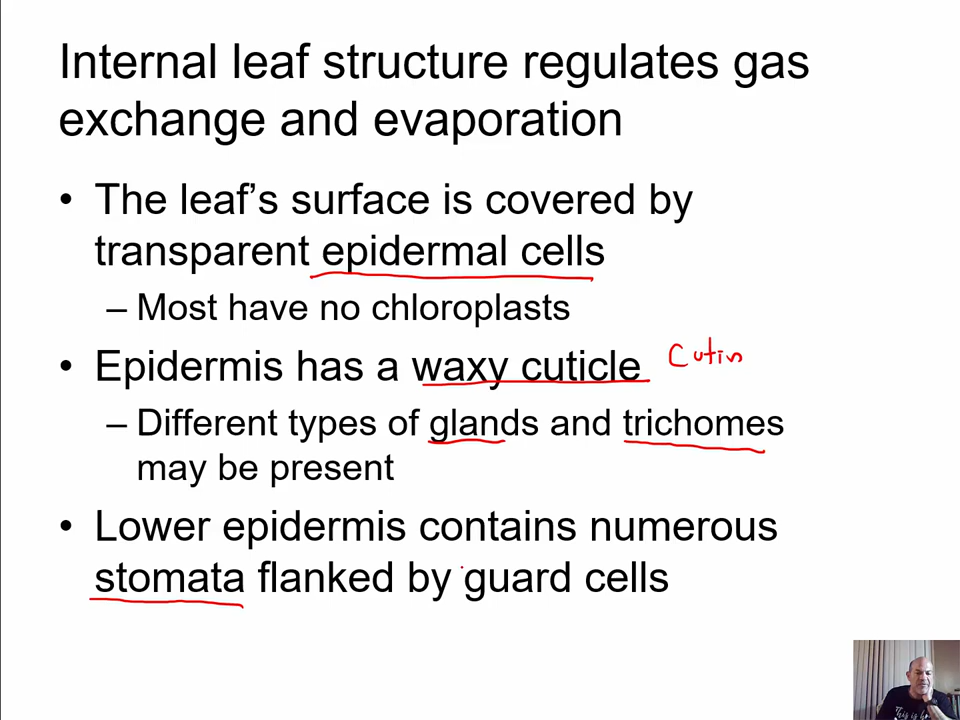 Internal leaf structure regulates gas
exchange and evaporation
• The leaf’s surface is covered by
transparent epidermal cells
– Most have no chloroplasts
• Epidermis has a waxy cuticle Cutin
– Different types of glands and trichomes
may be present
• Lower epidermis contains numerous
stomata flanked by guard cells
This is